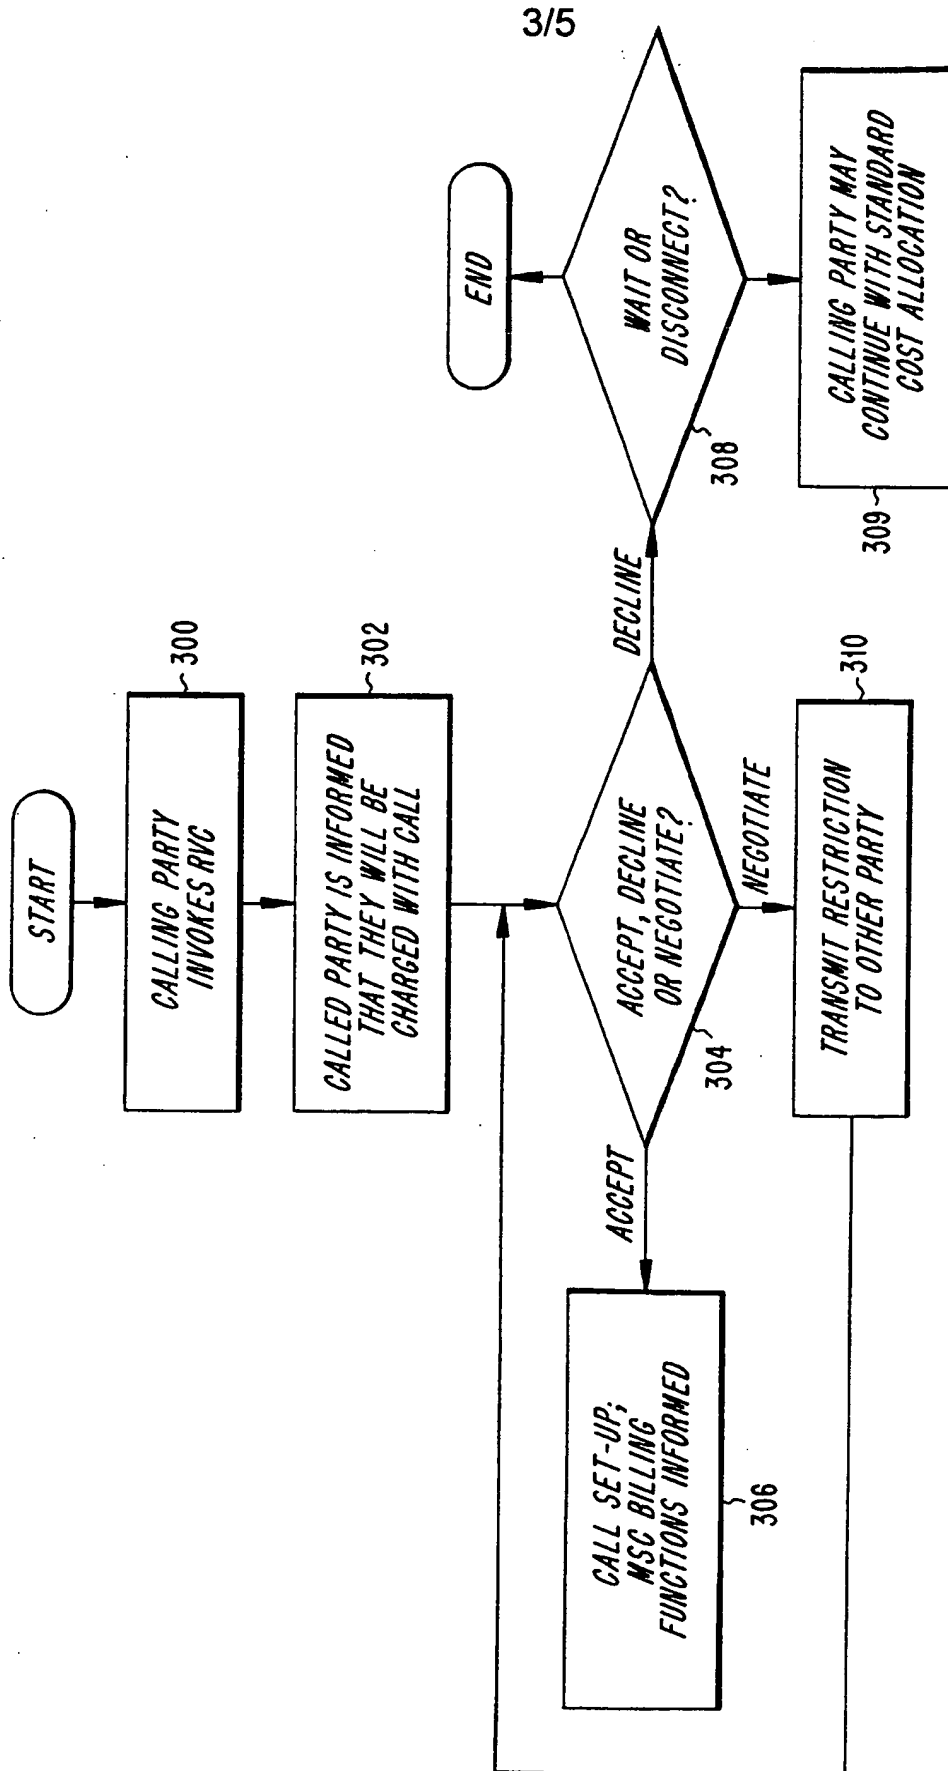 3/5
START
CALLING PARTY
INVOKES RVC
300
CALLED PARTY IS INFORMED
THAT THEY WILL BE
CHARGED WITH CALL
302
ACCEPT, DECLINE
OR NEGOTIATE?
304
ACCEPT
CALL SET-UP;
MSC BILLING
FUNCTIONS INFORMED
306
DECLINE
WAIT OR
DISCONNECT?
308
END
CALLING PARTY MAY
CONTINUE WITH STANDARD
COST ALLOCATION
309
NEGOTIATE
TRANSMIT RESTRICTION
TO OTHER PARTY
310